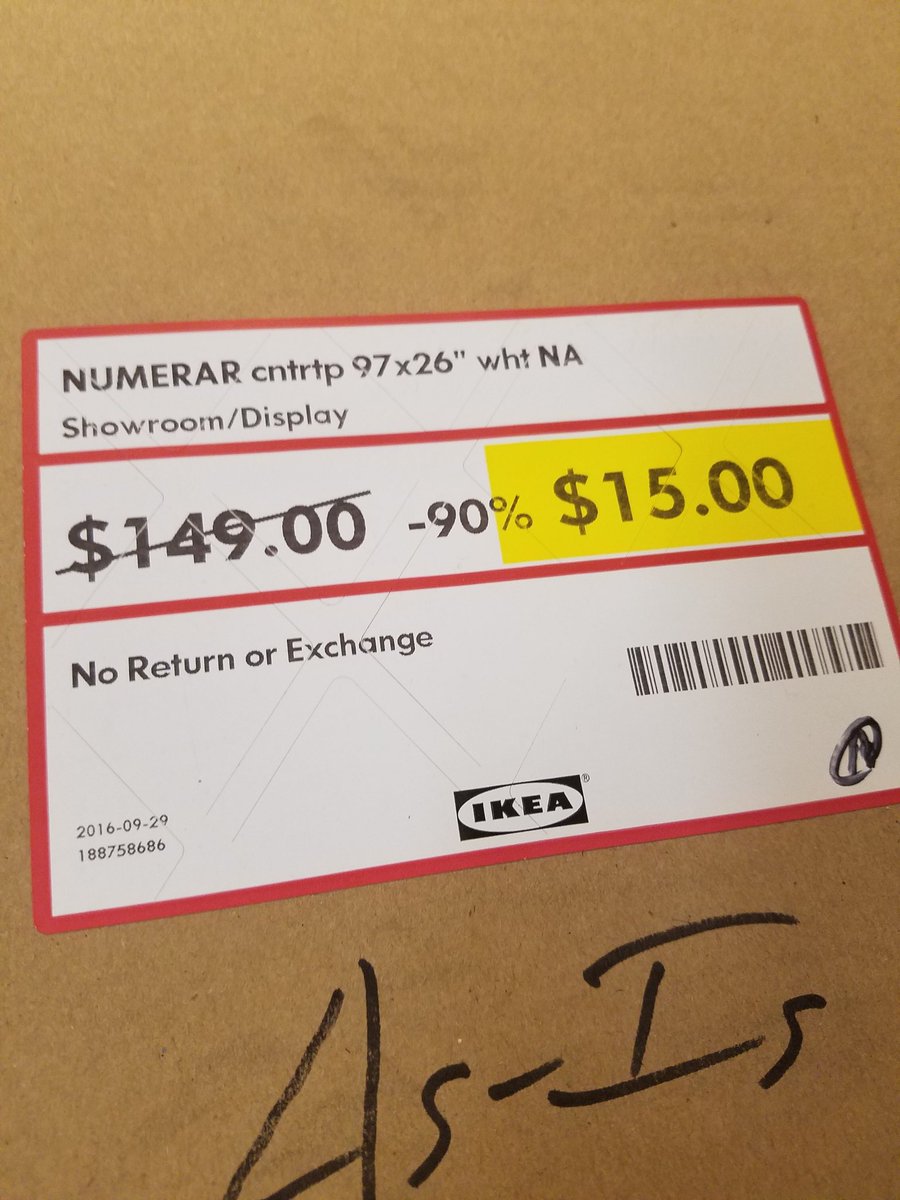 NUMERAR cntrtp 97x26" wht NA
Showroom/Display
$149.00 -90% $15.00
No Return or Exchange
N
2016-09-29
188758686
IKEA®
As-Is